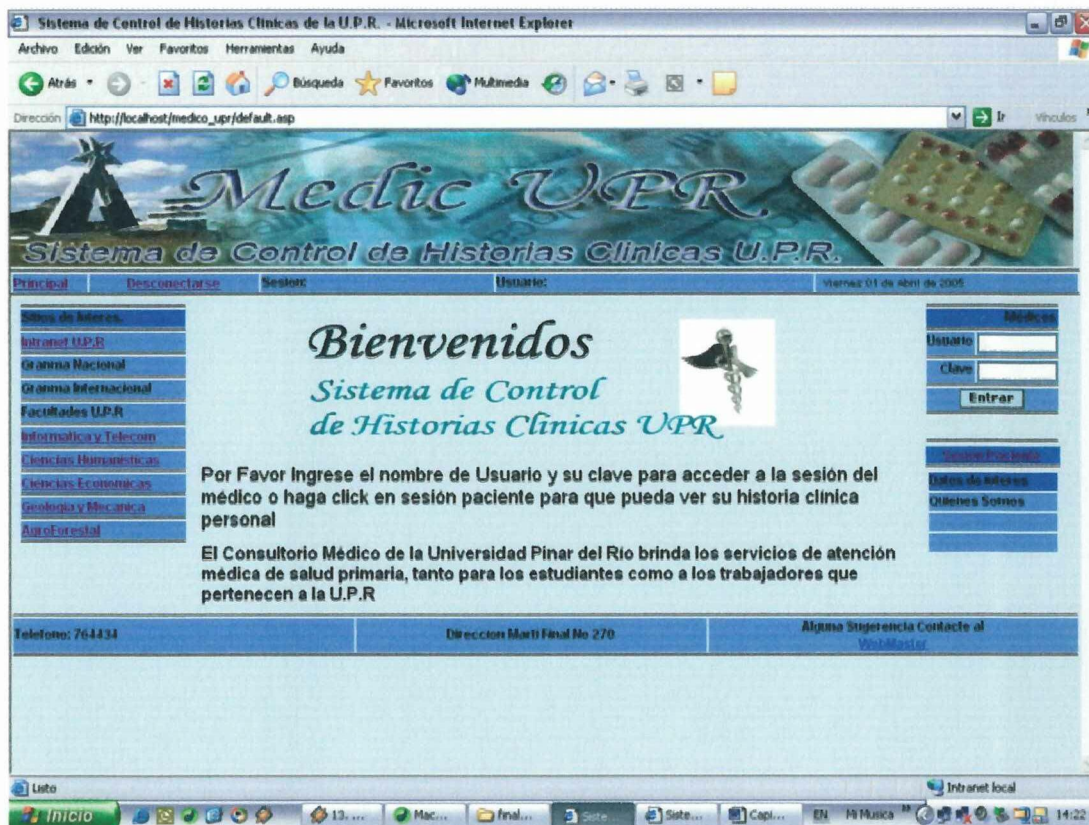 Sistema de Control de Historias Clinicas de la U.P.R. - Microsoft Internet Explorer
Archivo Edición Ver Favoritos Herramientas Ayuda
Atrás Búsqueda Favoritos Multimedia
Dirección http://localhost/medico_upr/default.asp Ir Vínculos
Medic UPR
Sistema de Control de Historias Clinicas U.P.R.
Principal Desconectarse Sesion: Usuario: Viernes 01 de Abril de 2005
Sitios de Interes.
Intranet U.P.R
Granma Nacional
Granma Internacional
Facultades U.P.R
Informatica y Telecom
Ciencias Humanisticas
Ciencias Economicas
Geologia y Mecanica
AgroForestal
Bienvenidos
Sistema de Control
de Historias Clinicas UPR
Por Favor Ingrese el nombre de Usuario y su clave para acceder a la sesión del
médico o haga click en sesión paciente para que pueda ver su historia clínica
personal
El Consultorio Médico de la Universidad Pinar del Río brinda los servicios de atención
médica de salud primaria, tanto para los estudiantes como a los trabajadores que
pertenecen a la U.P.R
Médicos
Usuario
Clave
Entrar
Sesion Paciente
Datos de Interes
Quienes Somos
Telefono: 764434 Direccion Marti Final No 270 Alguna Sugerencia Contacte al
WebMaster
Listo Intranet local
Inicio 13. ... Mac... final... Siste... Siste... Capi... EN Mi Musica 14:22